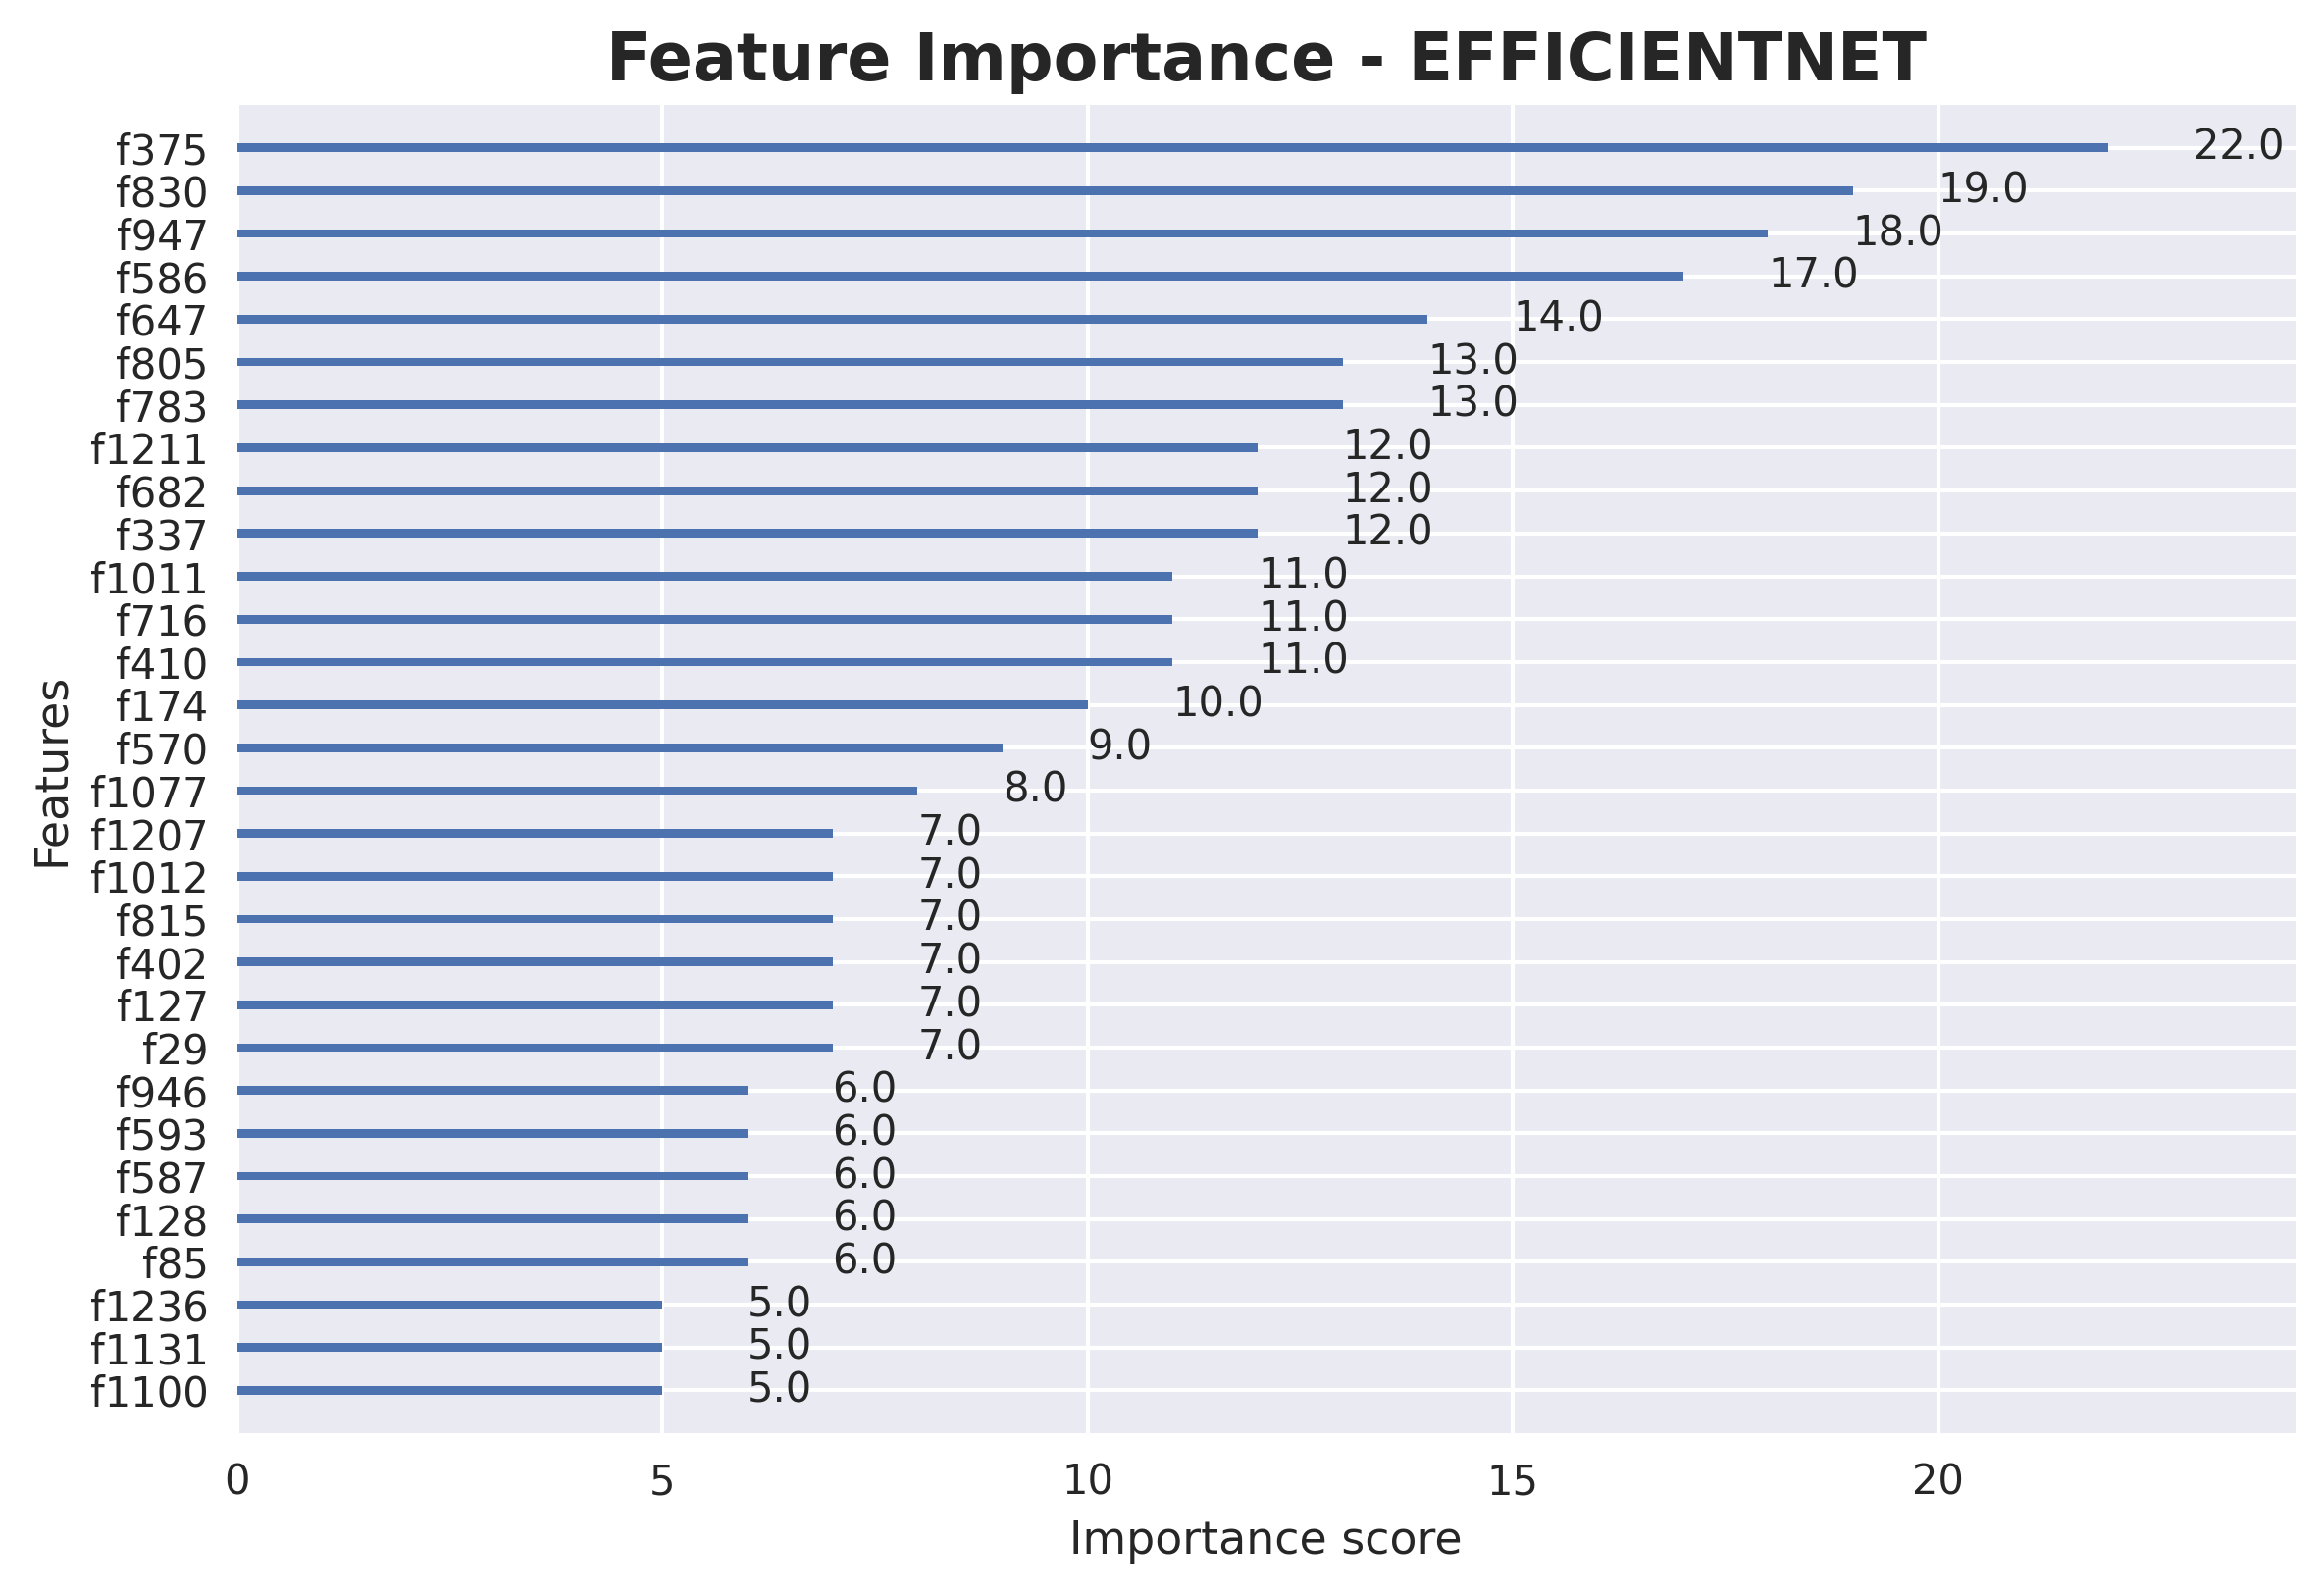 Feature Importance - EFFICIENTNET
f375 22.0
f830 19.0
f947 18.0
f586 17.0
f647 14.0
f805 13.0
f783 13.0
f1211 12.0
f682 12.0
f337 12.0
f1011 11.0
f716 11.0
f410 11.0
f174 10.0
f570 9.0
f1077 8.0
f1207 7.0
f1012 7.0
f815 7.0
f402 7.0
f127 7.0
f29 7.0
f946 6.0
f593 6.0
f587 6.0
f128 6.0
f85 6.0
f1236 5.0
f1131 5.0
f1100 5.0
Features
0 5 10 15 20
Importance score